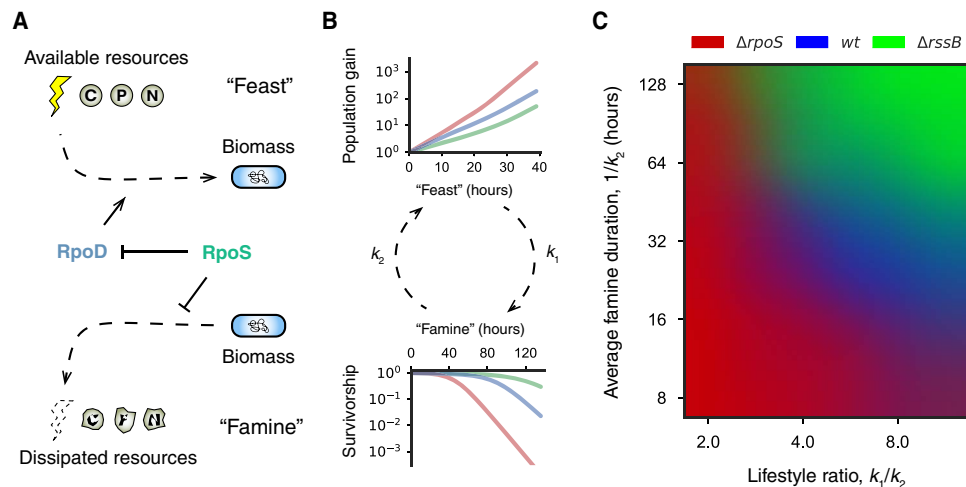 A
Available resources
C P N
"Feast"
Biomass
RpoD
RpoS
Biomass
C P N
"Famine"
Dissipated resources
B
Population gain
10³
10²
10¹
10⁰
0 10 20 30 40
"Feast" (hours)
k₂
k₁
"Famine" (hours)
0 40 80 120
Survivorship
10⁰
10⁻¹
10⁻²
10⁻³
C
ΔrpoS wt ΔrssB
Average famine duration, 1/k₂ (hours)
128
64
32
16
8
2.0 4.0 8.0
Lifestyle ratio, k₁/k₂